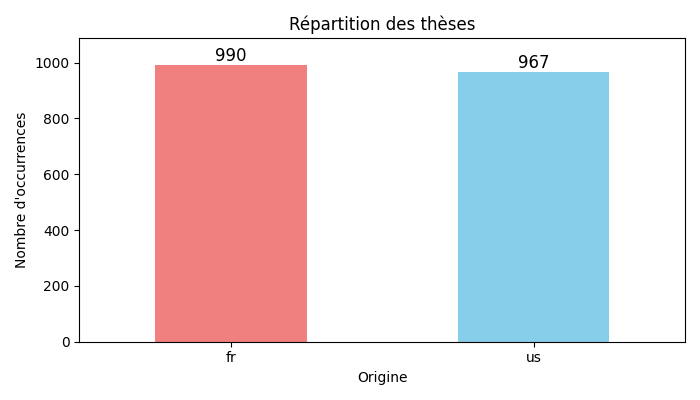 Répartition des thèses
990
967
1000
800
600
400
200
0
Nombre d'occurrences
fr
us
Origine